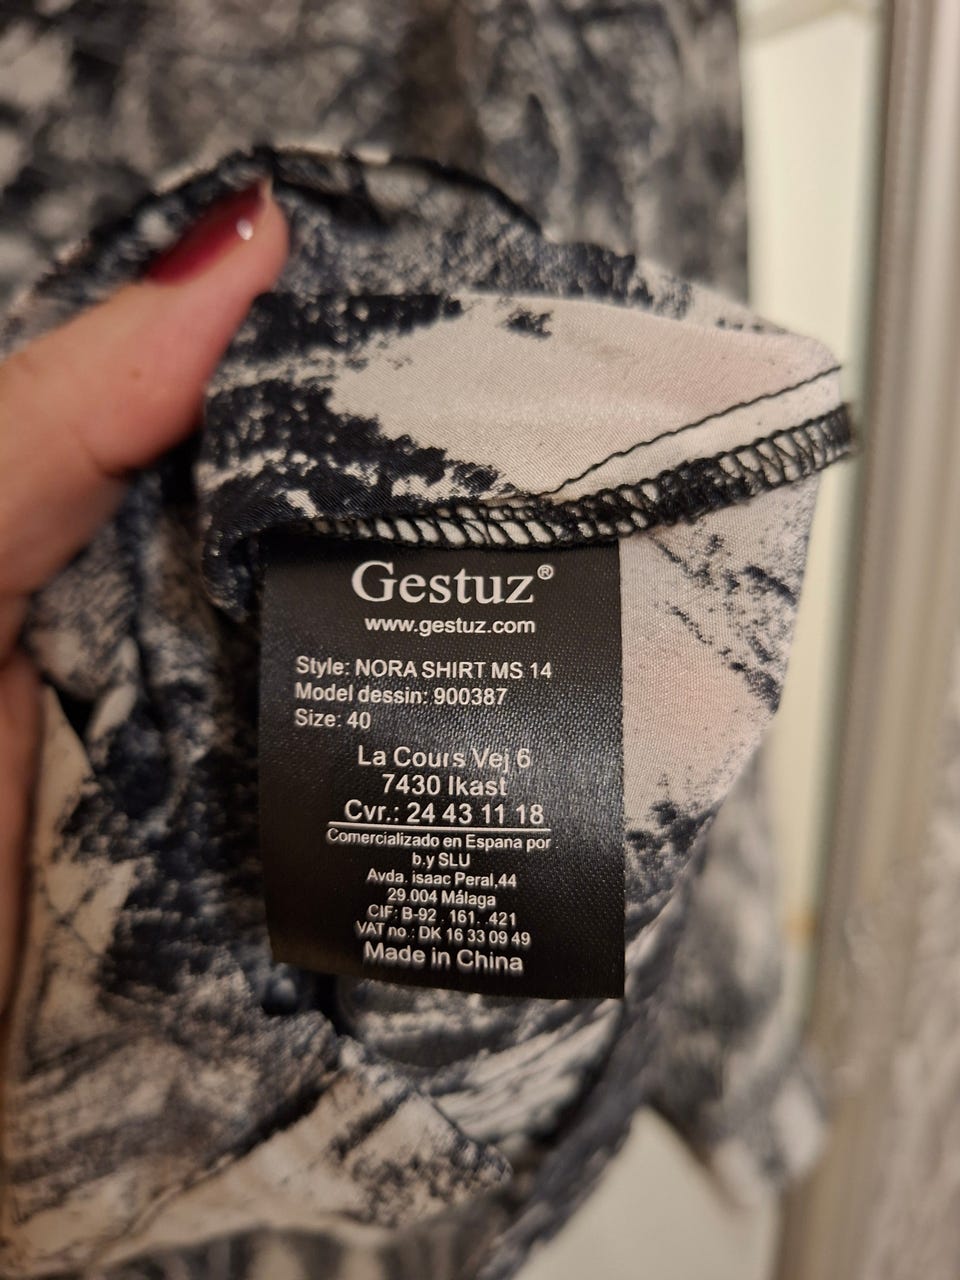 Gestuz®
www.gestuz.com
Style: NORA SHIRT MS 14
Model dessin: 900387
Size: 40
La Cours Vej 6
7430 Ikast
Cvr.: 24 43 11 18
Comercializado en Espana por
b.y SLU
Avda. isaac Peral,44
29.004 Málaga
CIF: B-92 . 161. .421
VAT no.: DK 16 33 09 49
Made in China